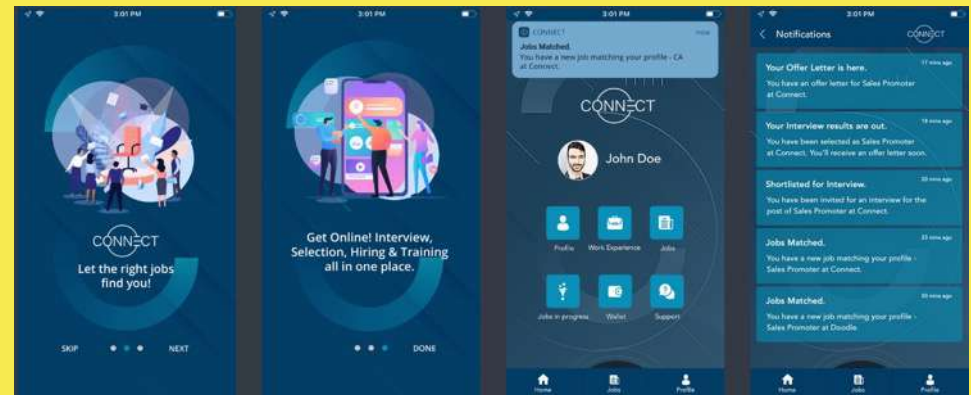 3:01 PM
CONNECT
Let the right jobs
find you!
SKIP
NEXT
3:01 PM
Get Online! Interview,
Selection, Hiring & Training
all in one place.
DONE
3:01 PM
CONNECT
now
Jobs Matched.
You have a new job matching your profile - CA
at Connect.
CONNECT
John Doe
Profile
Work Experience
Jobs
Jobs in progress
Wallet
Support
Home
Jobs
Profile
3:01 PM
Notifications
CONNECT
Your Offer Letter is here.
17 mins ago
You have an offer letter for Sales Promoter
at Connect.
Your Interview results are out.
You have been selected as Sales Promoter
at Connect. You'll receive an offer letter soon.
Shortlisted for Interview.
You have been invited for an interview for the
post of Sales Promoter at Connect.
Jobs Matched.
You have a new job matching your profile -
Sales Promoter at Connect.
Jobs Matched.
You have a new job matching your profile -
Sales Promoter at Doodle.
Home
Jobs
Profile